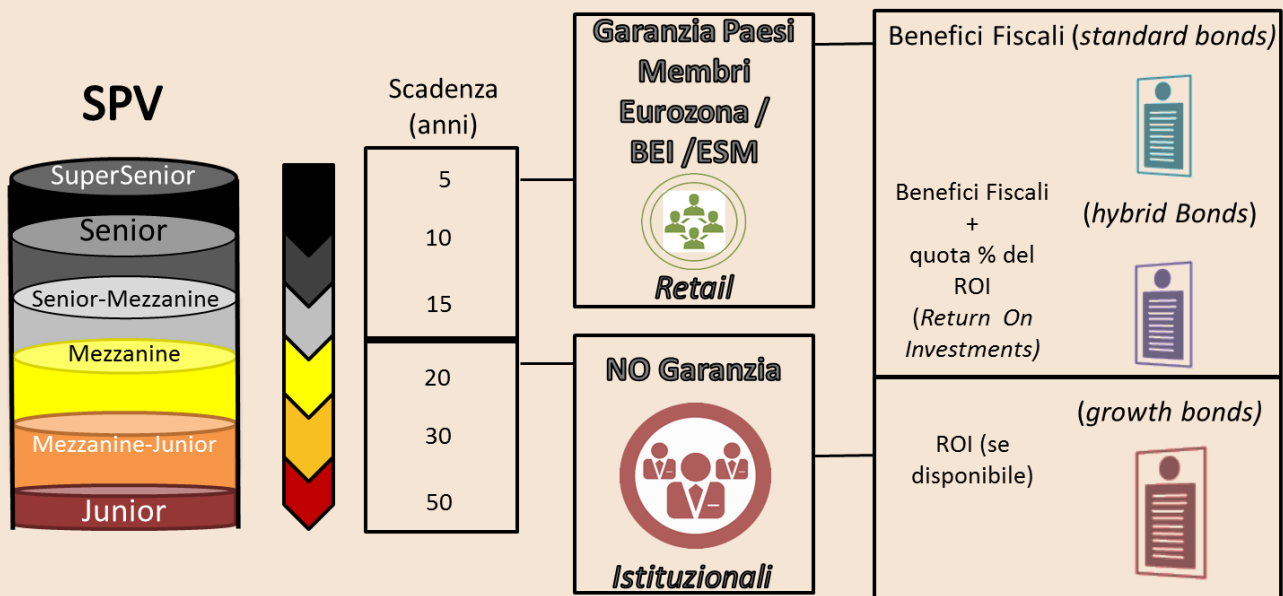 SPV
SuperSenior
Senior
Senior-Mezzanine
Mezzanine
Mezzanine-Junior
Junior
Scadenza
(anni)
5
10
15
20
30
50
Garanzia Paesi
Membri
Eurozona /
BEI /ESM
Retail
NO Garanzia
Istituzionali
Benefici Fiscali (standard bonds)
Benefici Fiscali
+
quota % del
ROI
(Return On
Investments)
(hybrid Bonds)
ROI (se
disponibile)
(growth bonds)